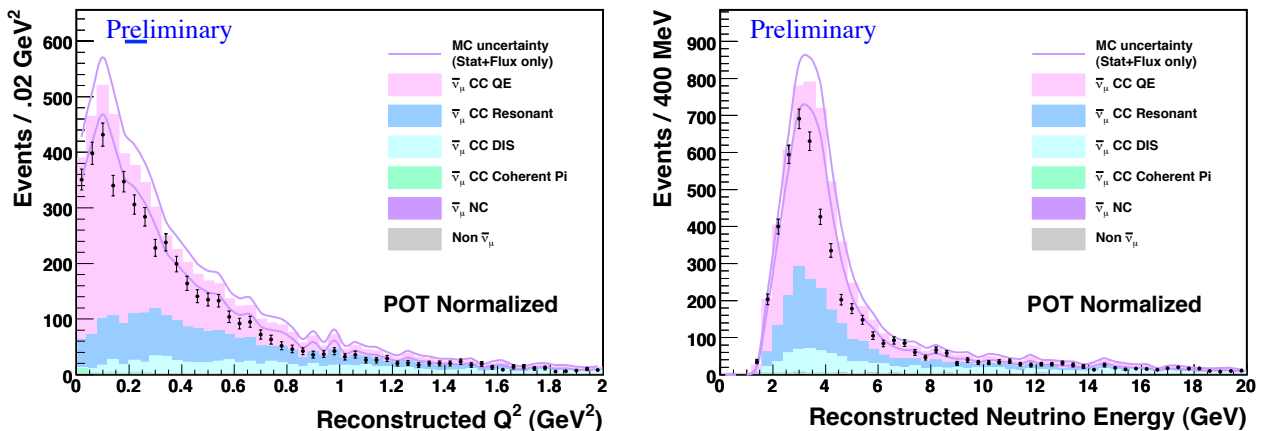 Preliminary
Events / .02 GeV²
600
500
400
300
200
100
0
0 0.2 0.4 0.6 0.8 1 1.2 1.4 1.6 1.8 2
Reconstructed Q² (GeV²)
MC uncertainty
(Stat+Flux only)
ν̅μ CC QE
ν̅μ CC Resonant
ν̅μ CC DIS
ν̅μ CC Coherent Pi
ν̅μ NC
Non ν̅μ
POT Normalized
Preliminary
Events / 400 MeV
900
800
700
600
500
400
300
200
100
0
0 2 4 6 8 10 12 14 16 18 20
Reconstructed Neutrino Energy (GeV)
MC uncertainty
(Stat+Flux only)
ν̅μ CC QE
ν̅μ CC Resonant
ν̅μ CC DIS
ν̅μ CC Coherent Pi
ν̅μ NC
Non ν̅μ
POT Normalized